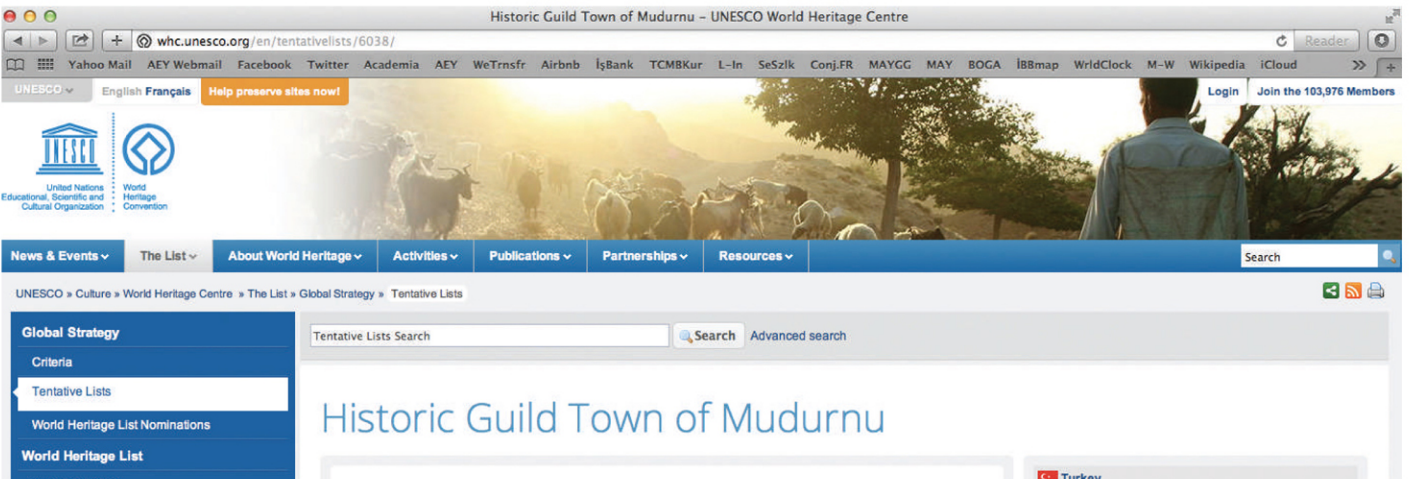 Historic Guild Town of Mudurnu – UNESCO World Heritage Centre
whc.unesco.org/en/tentativelists/6038/
Reader
Yahoo Mail AEY Webmail Facebook Twitter Academia AEY WeTrnsfr Airbnb İşBank TCMBKur L-In SeSzlk Conj.FR MAYGG MAY BOGA İBBmap WrldClock M-W Wikipedia iCloud >>
UNESCO English Français Help preserve sites now! Login Join the 103,976 Members
UNESCO
United Nations
Educational, Scientific and
Cultural Organization
World
Heritage
Convention
News & Events The List About World Heritage Activities Publications Partnerships Resources Search
UNESCO » Culture » World Heritage Centre » The List » Global Strategy » Tentative Lists
Global Strategy
Tentative Lists Search Search Advanced search
Criteria
Tentative Lists
World Heritage List Nominations
World Heritage List
Historic Guild Town of Mudurnu
Turkey